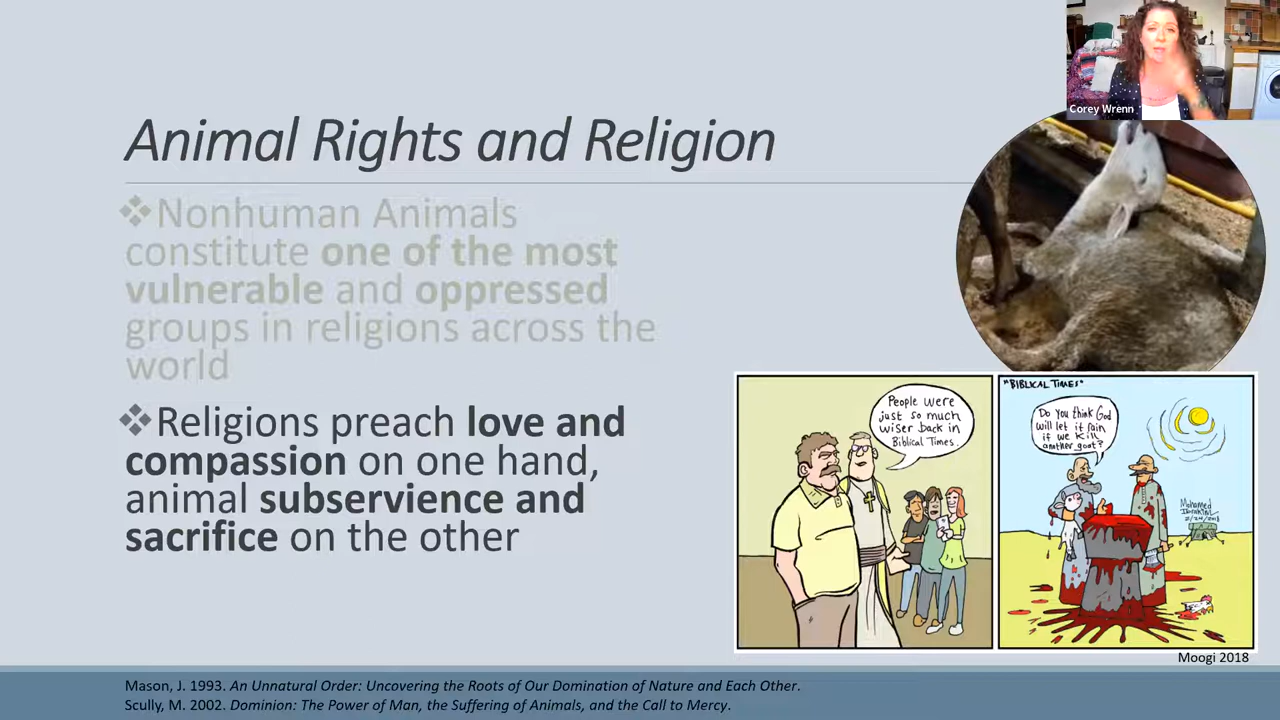 Corey Wrenn
Animal Rights and Religion
❖Nonhuman Animals
constitute one of the most
vulnerable and oppressed
groups in religions across the
world
❖Religions preach love and
compassion on one hand,
animal subservience and
sacrifice on the other
People were
just so much
wiser back in
Biblical Times.
"BIBLICAL TIMES"
Do you think God
will let it rain
if we kill
another goat?
Mohamed
Moogi 2018
Mason, J. 1993. An Unnatural Order: Uncovering the Roots of Our Domination of Nature and Each Other.
Scully, M. 2002. Dominion: The Power of Man, the Suffering of Animals, and the Call to Mercy.